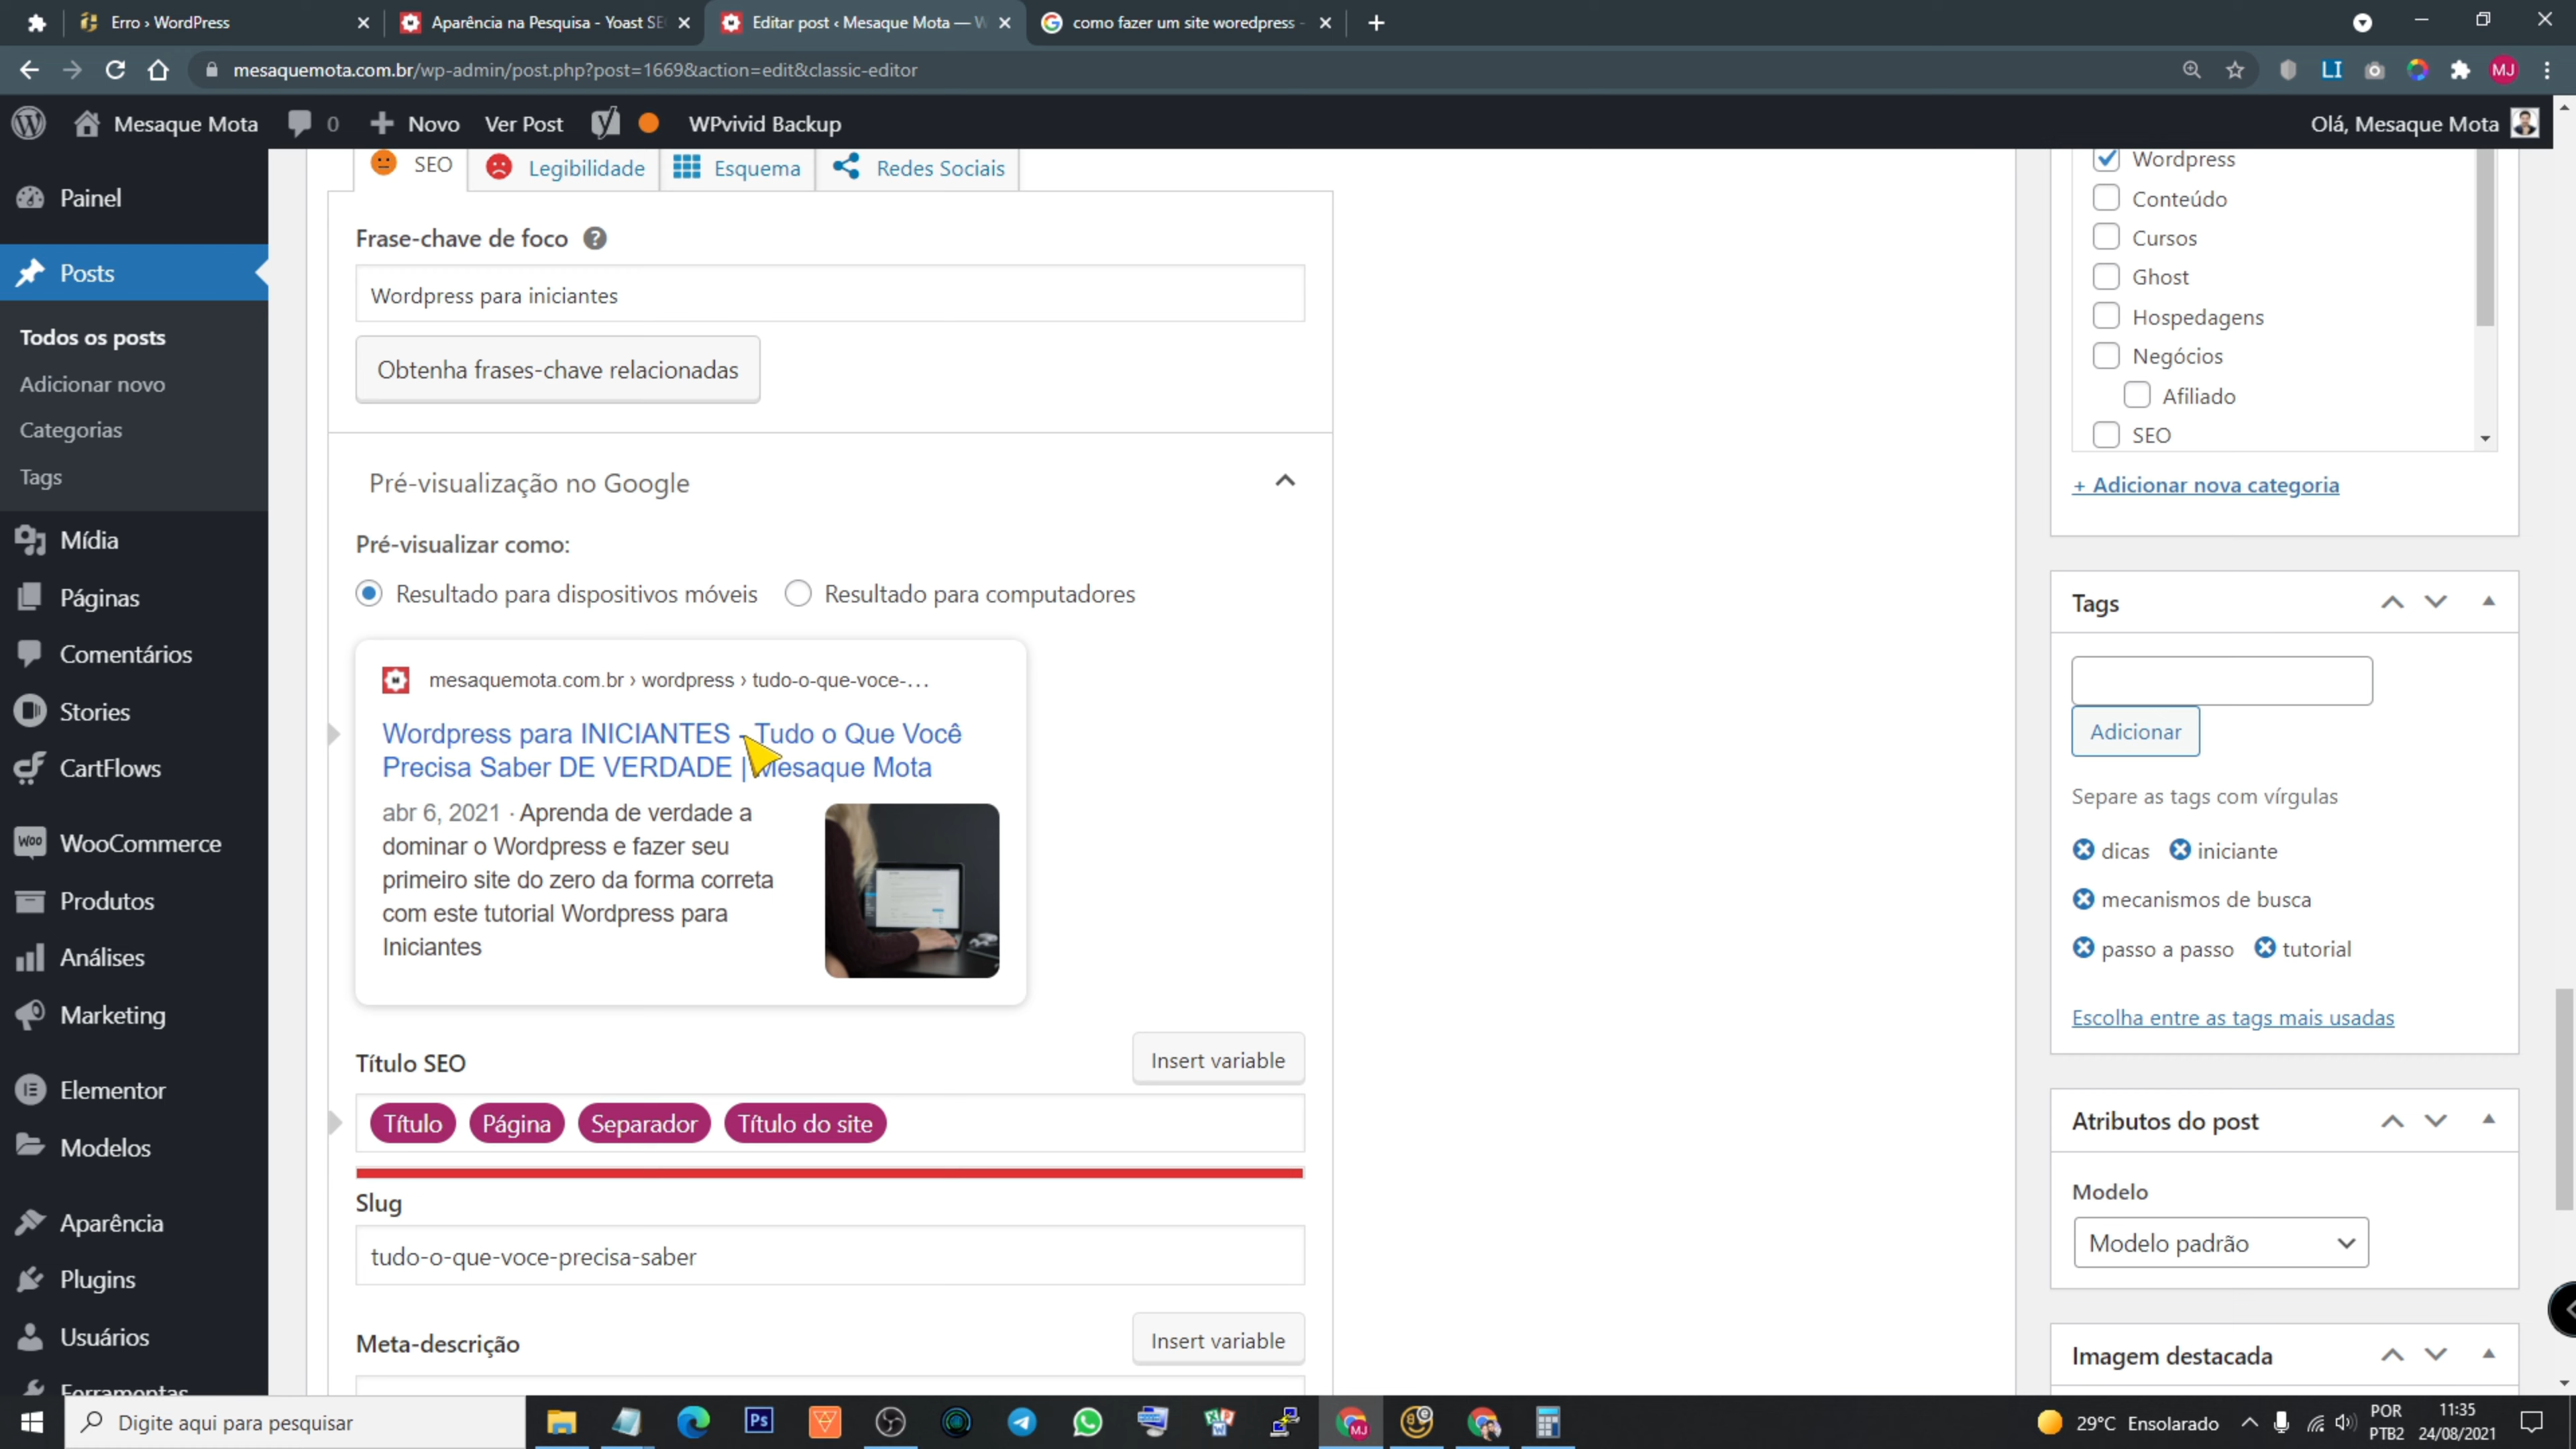 Erro › WordPress
Aparência na Pesquisa - Yoast SE
Editar post ‹ Mesaque Mota — W
como fazer um site woredpress -
mesaquemota.com.br/wp-admin/post.php?post=1669&action=edit&classic-editor
LI
MJ
Mesaque Mota
0
Novo
Ver Post
WPvivid Backup
Olá, Mesaque Mota
Painel
Posts
Todos os posts
Adicionar novo
Categorias
Tags
Mídia
Páginas
Comentários
Stories
CartFlows
WooCommerce
Produtos
Análises
Marketing
Elementor
Modelos
Aparência
Plugins
Usuários
Ferramentas
SEO
Legibilidade
Esquema
Redes Sociais
Frase-chave de foco
Wordpress para iniciantes
Obtenha frases-chave relacionadas
Pré-visualização no Google
Pré-visualizar como:
Resultado para dispositivos móveis
Resultado para computadores
mesaquemota.com.br › wordpress › tudo-o-que-voce-…
Wordpress para INICIANTES - Tudo o Que Você
Precisa Saber DE VERDADE | Mesaque Mota
abr 6, 2021 · Aprenda de verdade a
dominar o Wordpress e fazer seu
primeiro site do zero da forma correta
com este tutorial Wordpress para
Iniciantes
Título SEO
Insert variable
Título
Página
Separador
Título do site
Slug
tudo-o-que-voce-precisa-saber
Meta-descrição
Insert variable
Wordpress
Conteúdo
Cursos
Ghost
Hospedagens
Negócios
Afiliado
SEO
+ Adicionar nova categoria
Tags
Adicionar
Separe as tags com vírgulas
dicas
iniciante
mecanismos de busca
passo a passo
tutorial
Escolha entre as tags mais usadas
Atributos do post
Modelo
Modelo padrão
Imagem destacada
Digite aqui para pesquisar
Ps
MJ
29°C Ensolarado
POR
PTB2
11:35
24/08/2021